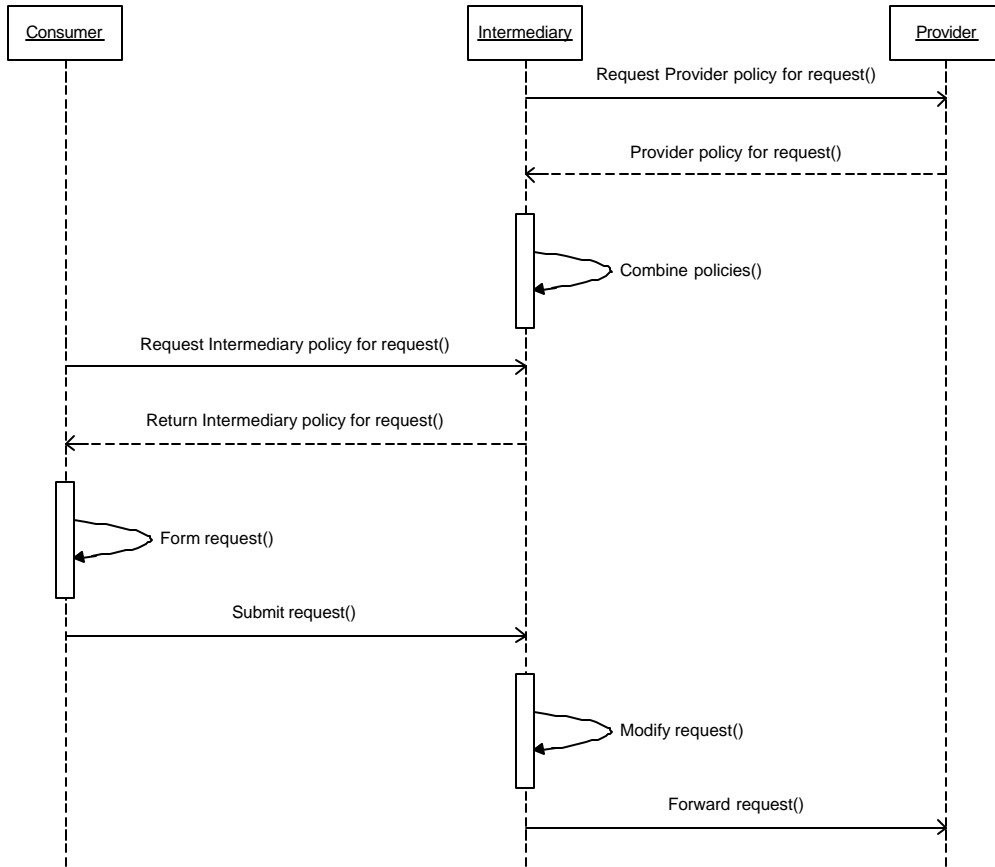 Consumer
Intermediary
Provider
Request Provider policy for request()
Provider policy for request()
Combine policies()
Request Intermediary policy for request()
Return Intermediary policy for request()
Form request()
Submit request()
Modify request()
Forward request()